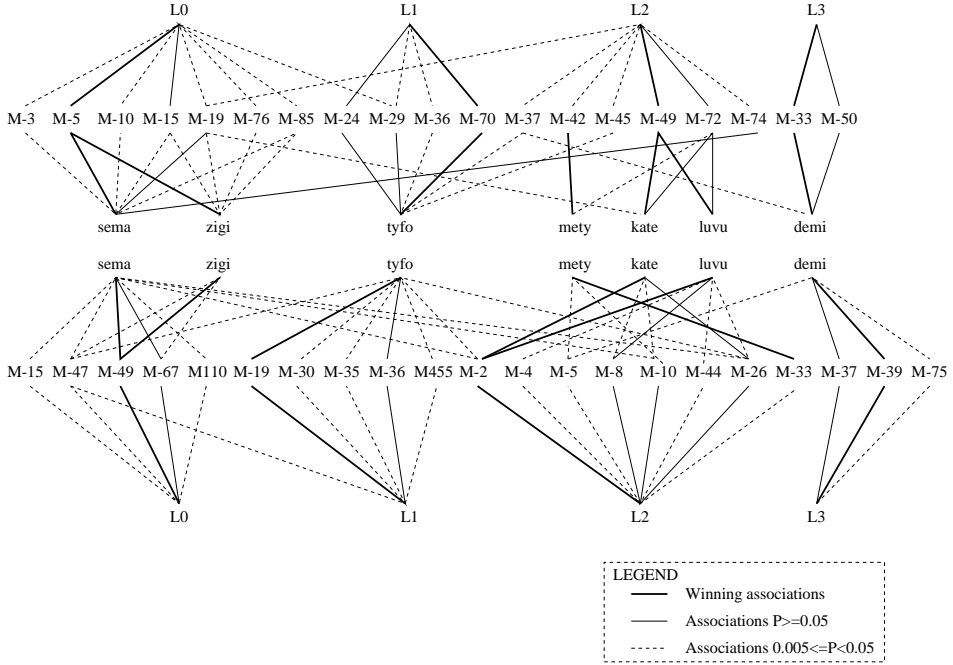 L0 L1 L2 L3
M-3 M-5 M-10 M-15 M-19 M-76 M-85 M-24 M-29 M-36 M-70 M-37 M-42 M-45 M-49 M-72 M-74 M-33 M-50
sema zigi tyfo mety kate luvu demi
sema zigi tyfo mety kate luvu demi
M-15 M-47 M-49 M-67 M110 M-19 M-30 M-35 M-36 M455 M-2 M-4 M-5 M-8 M-10 M-44 M-26 M-33 M-37 M-39 M-75
L0 L1 L2 L3
LEGEND
Winning associations
Associations P>=0.05
Associations 0.005<=P<0.05